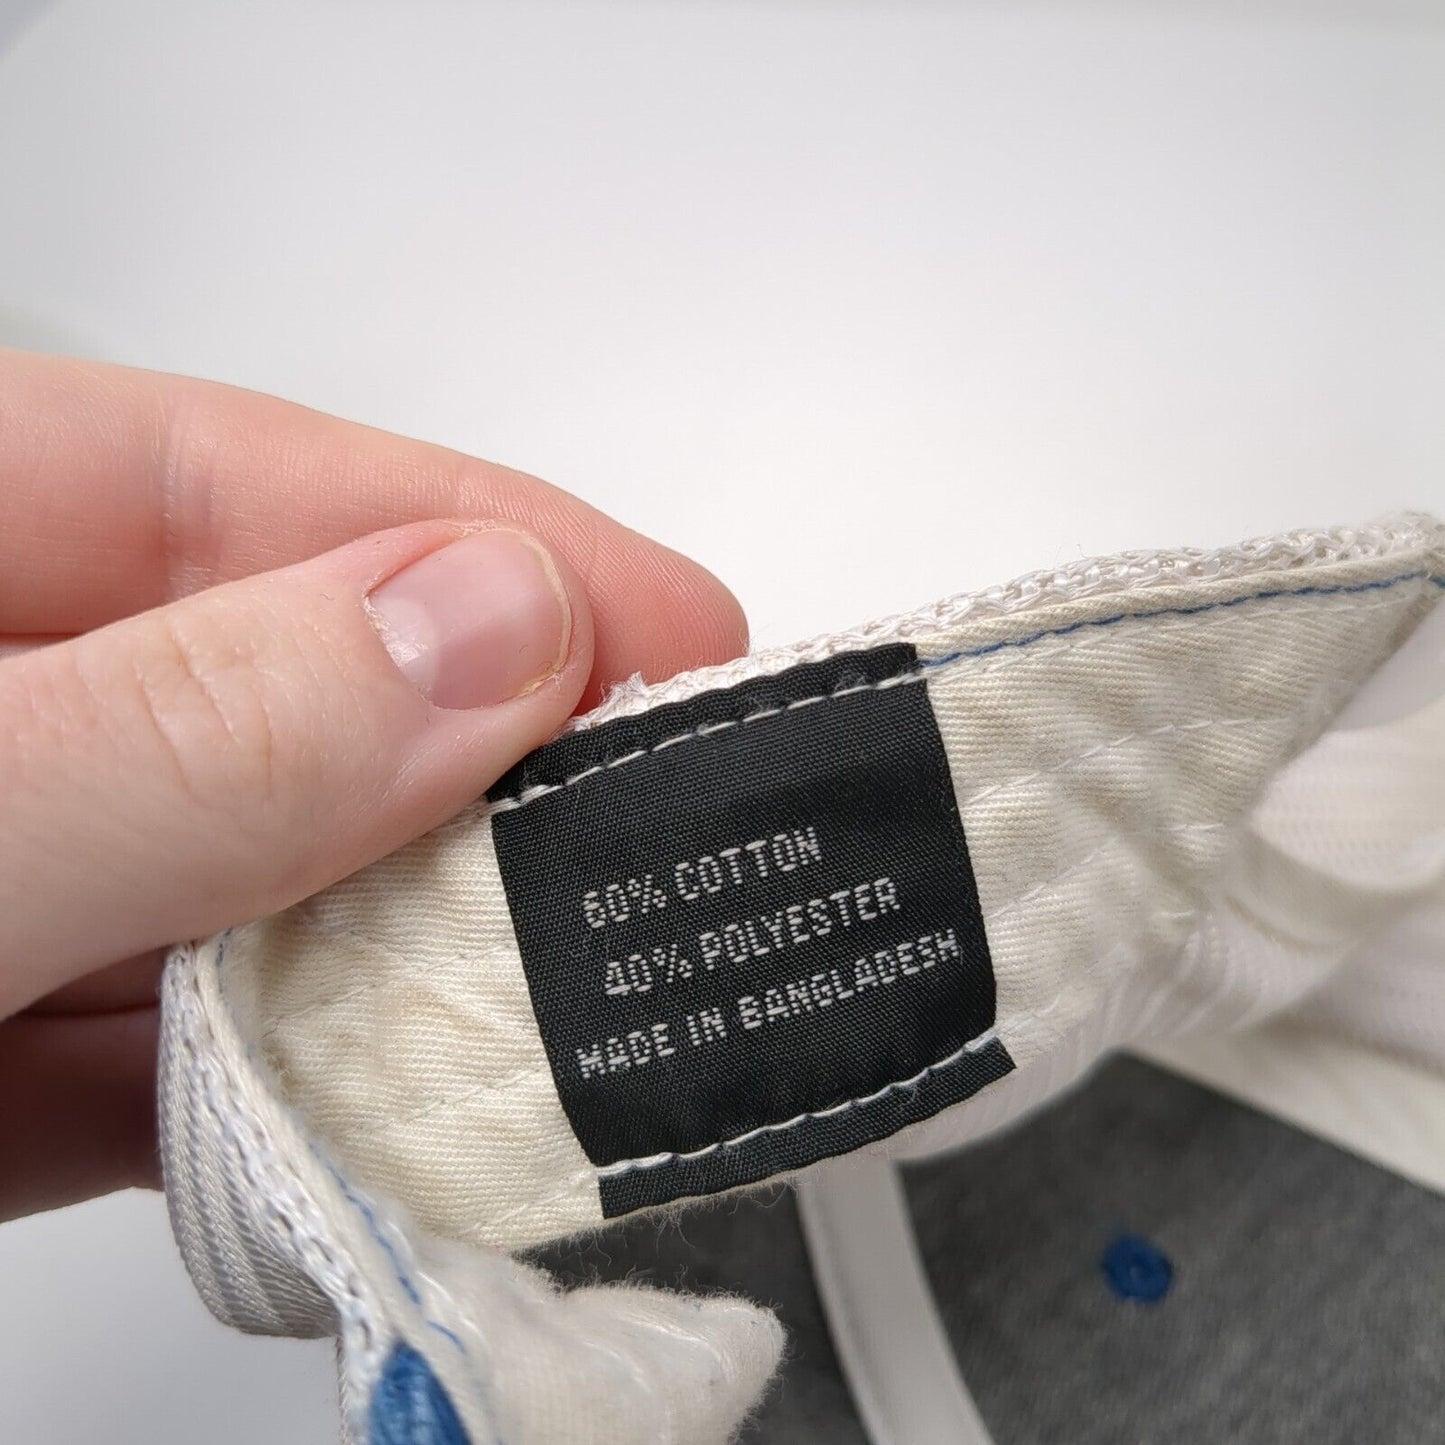 60% COTTON
40% POLYESTER
MADE IN BANGLADESH